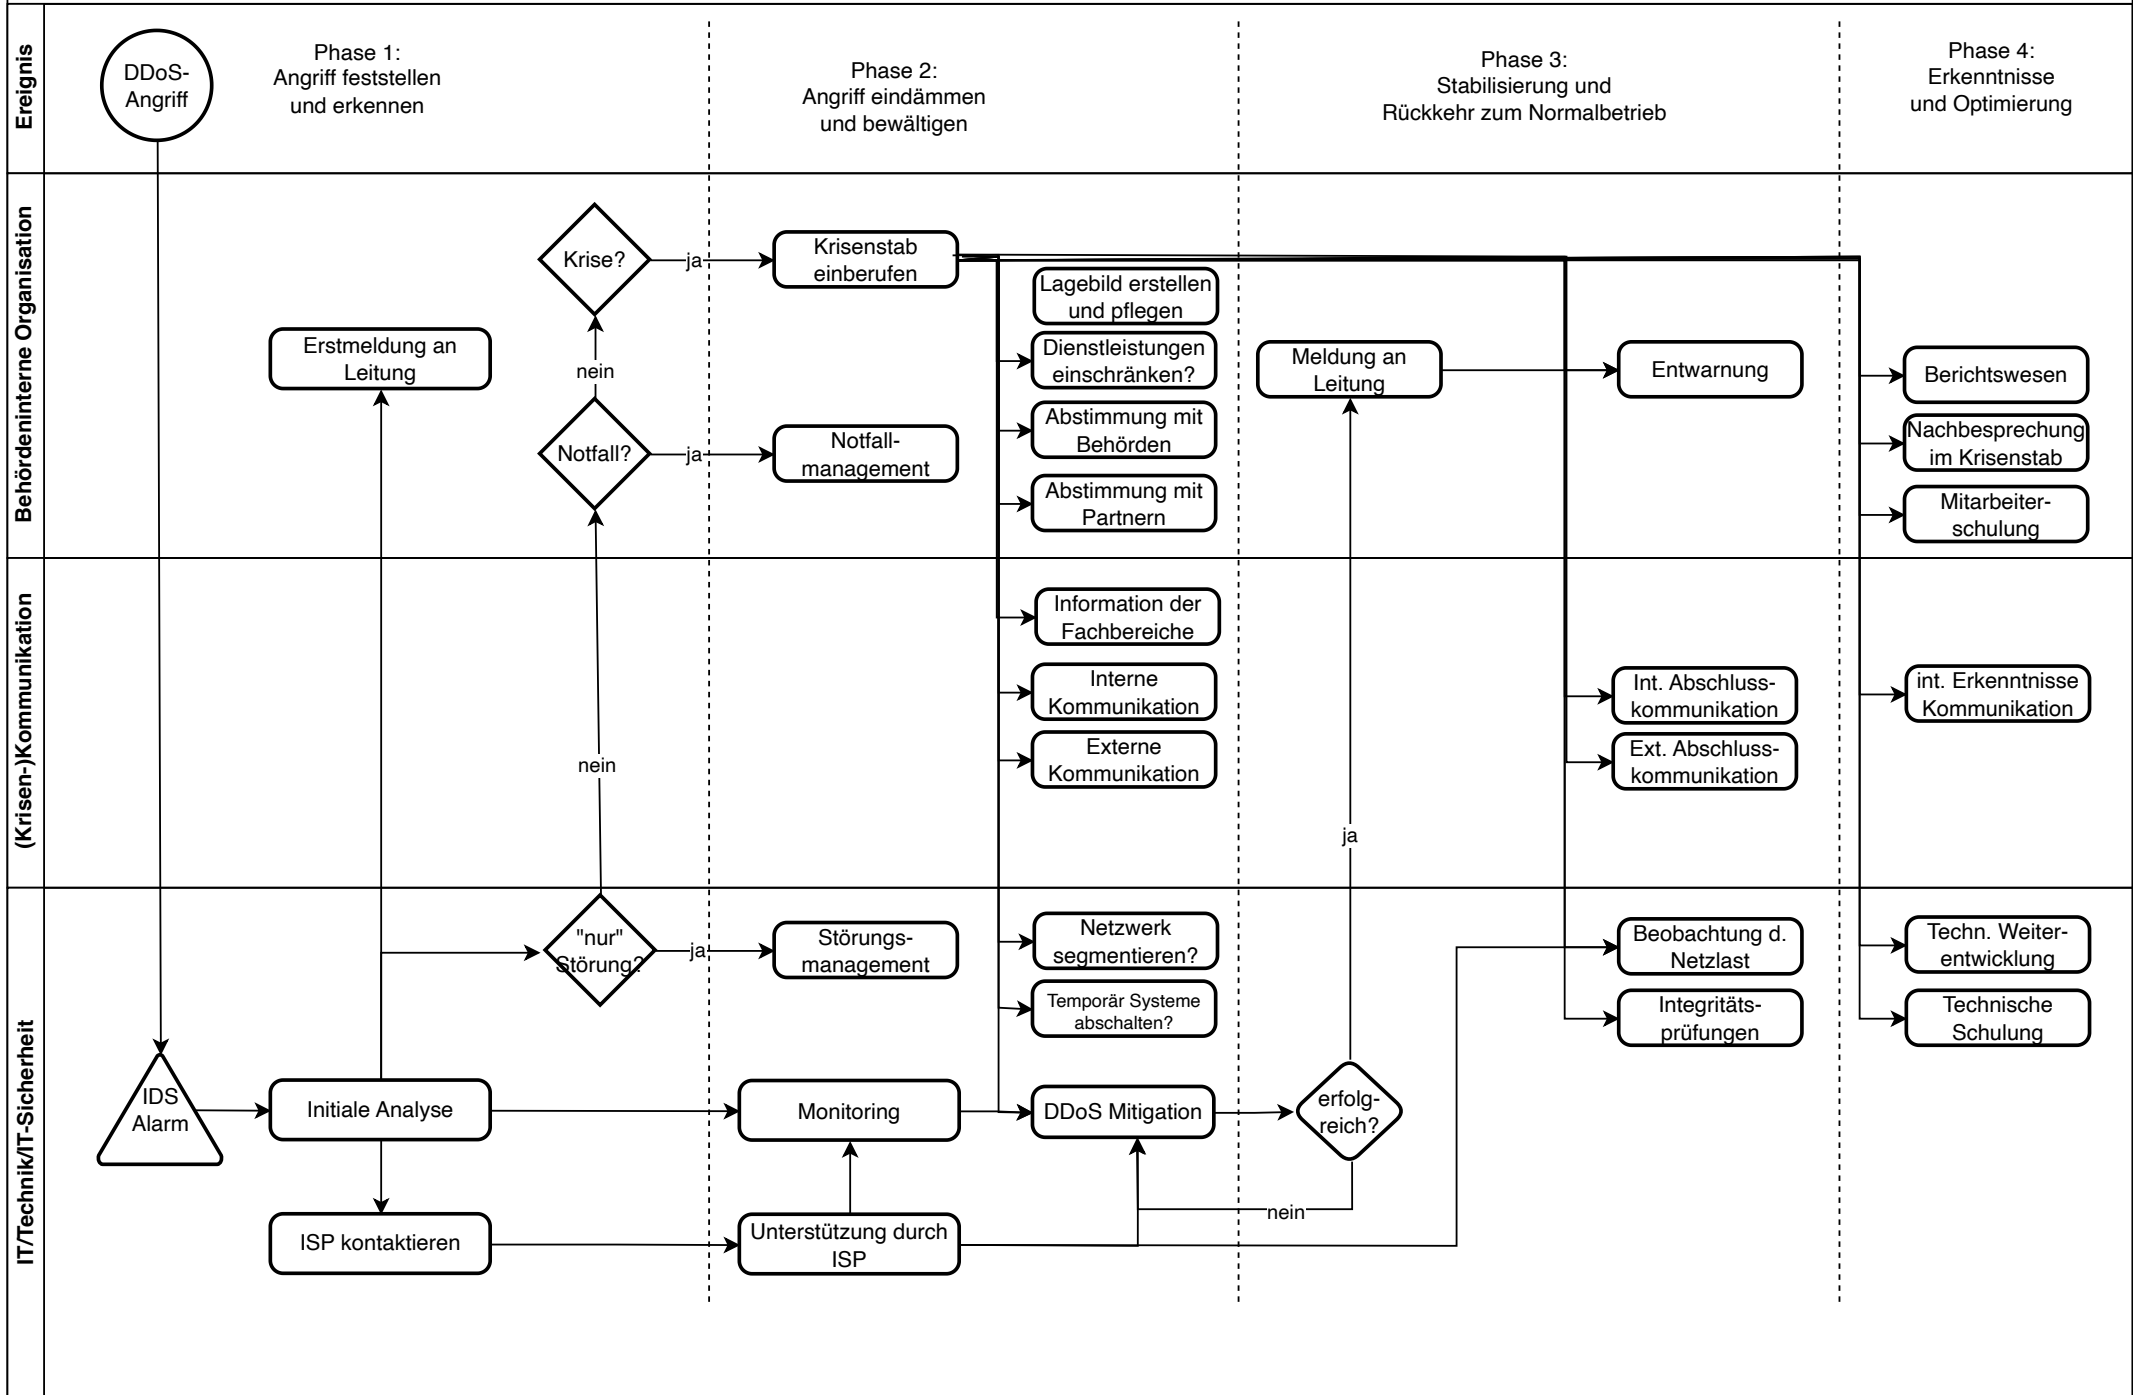 Ereignis
DDoS-
Angriff
Phase 1:
Angriff feststellen
und erkennen
Phase 2:
Angriff eindämmen
und bewältigen
Phase 3:
Stabilisierung und
Rückkehr zum Normalbetrieb
Phase 4:
Erkenntnisse
und Optimierung
Behördeninterne Organisation
Erstmeldung an
Leitung
Krise?
ja
nein
Notfall?
ja
nein
Krisenstab
einberufen
Notfall-
management
Lagebild erstellen
und pflegen
Dienstleistungen
einschränken?
Abstimmung mit
Behörden
Abstimmung mit
Partnern
Meldung an
Leitung
Entwarnung
Berichtswesen
Nachbesprechung
im Krisenstab
Mitarbeiter-
schulung
(Krisen-)Kommunikation
Information der
Fachbereiche
Interne
Kommunikation
Externe
Kommunikation
ja
Int. Abschluss-
kommunikation
Ext. Abschluss-
kommunikation
int. Erkenntnisse
Kommunikation
IT/Technik/IT-Sicherheit
IDS
Alarm
Initiale Analyse
ISP kontaktieren
"nur"
Störung?
ja
Störungs-
management
Monitoring
Unterstützung durch
ISP
Netzwerk
segmentieren?
Temporär Systeme
abschalten?
DDoS Mitigation
erfolg-
reich?
nein
Beobachtung d.
Netzlast
Integritäts-
prüfungen
Techn. Weiter-
entwicklung
Technische
Schulung